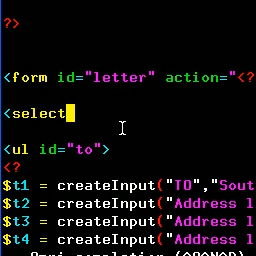 ?>
<form id="letter" action="<?
<select
<ul id="to">
<?
$t1 = createInput("TO","Sout
$t2 = createInput("Address l
$t3 = createInput("Address l
$t4 = createInput("Address l